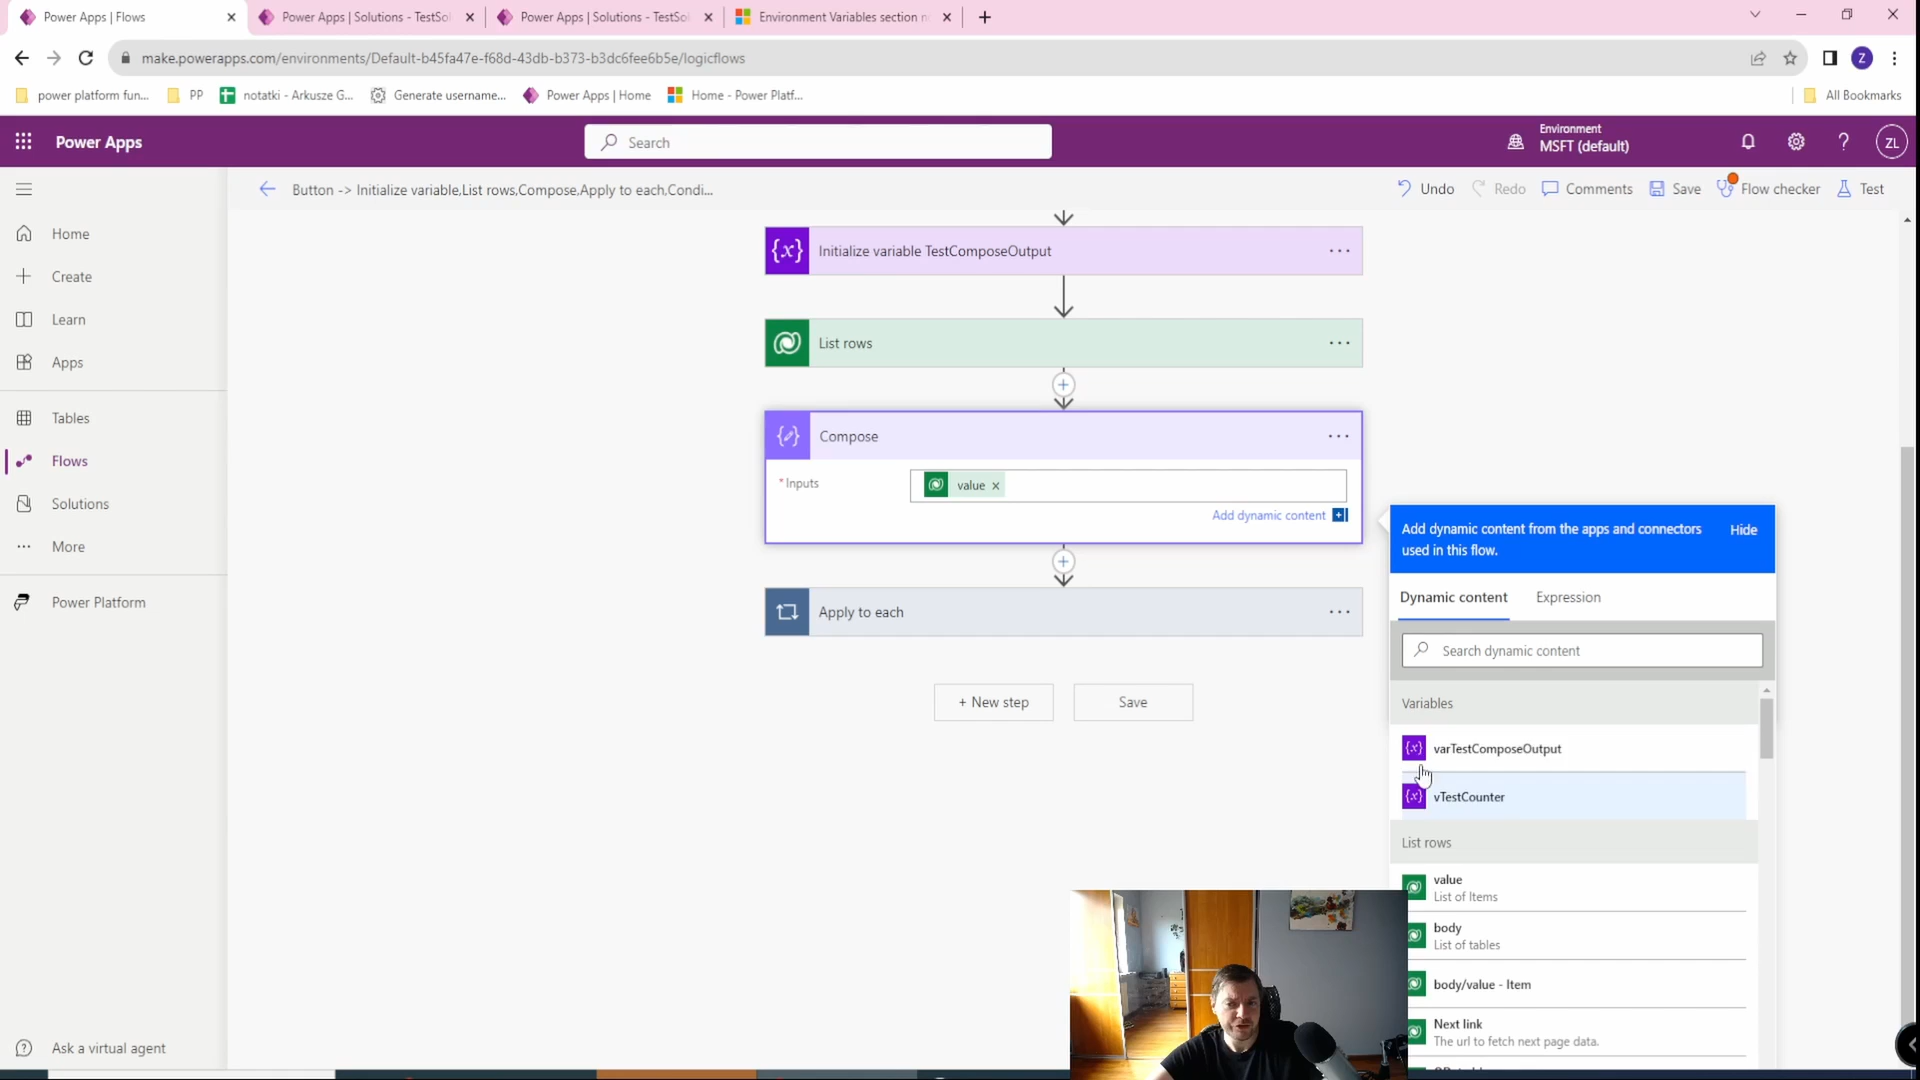 Power Apps | Flows
Power Apps | Solutions - TestSol
Power Apps | Solutions - TestSol
Environment Variables section n
make.powerapps.com/environments/Default-b45fa47e-f68d-43db-b373-b3dc6fee6b5e/logicflows
Z
power platform fun...
PP
notatki - Arkusze G...
Generate username...
Power Apps | Home
Home - Power Platf...
All Bookmarks
Power Apps
Search
Environment
MSFT (default)
ZL
Button -> Initialize variable,List rows,Compose,Apply to each,Condi...
Undo
Redo
Comments
Save
Flow checker
Test
Home
Create
Learn
Apps
Tables
Flows
Solutions
More
Power Platform
Ask a virtual agent
Initialize variable TestComposeOutput
List rows
Compose
* Inputs
value
Add dynamic content
Apply to each
+ New step
Save
Add dynamic content from the apps and connectors
used in this flow.
Hide
Dynamic content
Expression
Search dynamic content
Variables
varTestComposeOutput
vTestCounter
List rows
value
List of Items
body
List of tables
body/value - Item
Next link
The url to fetch next page data.